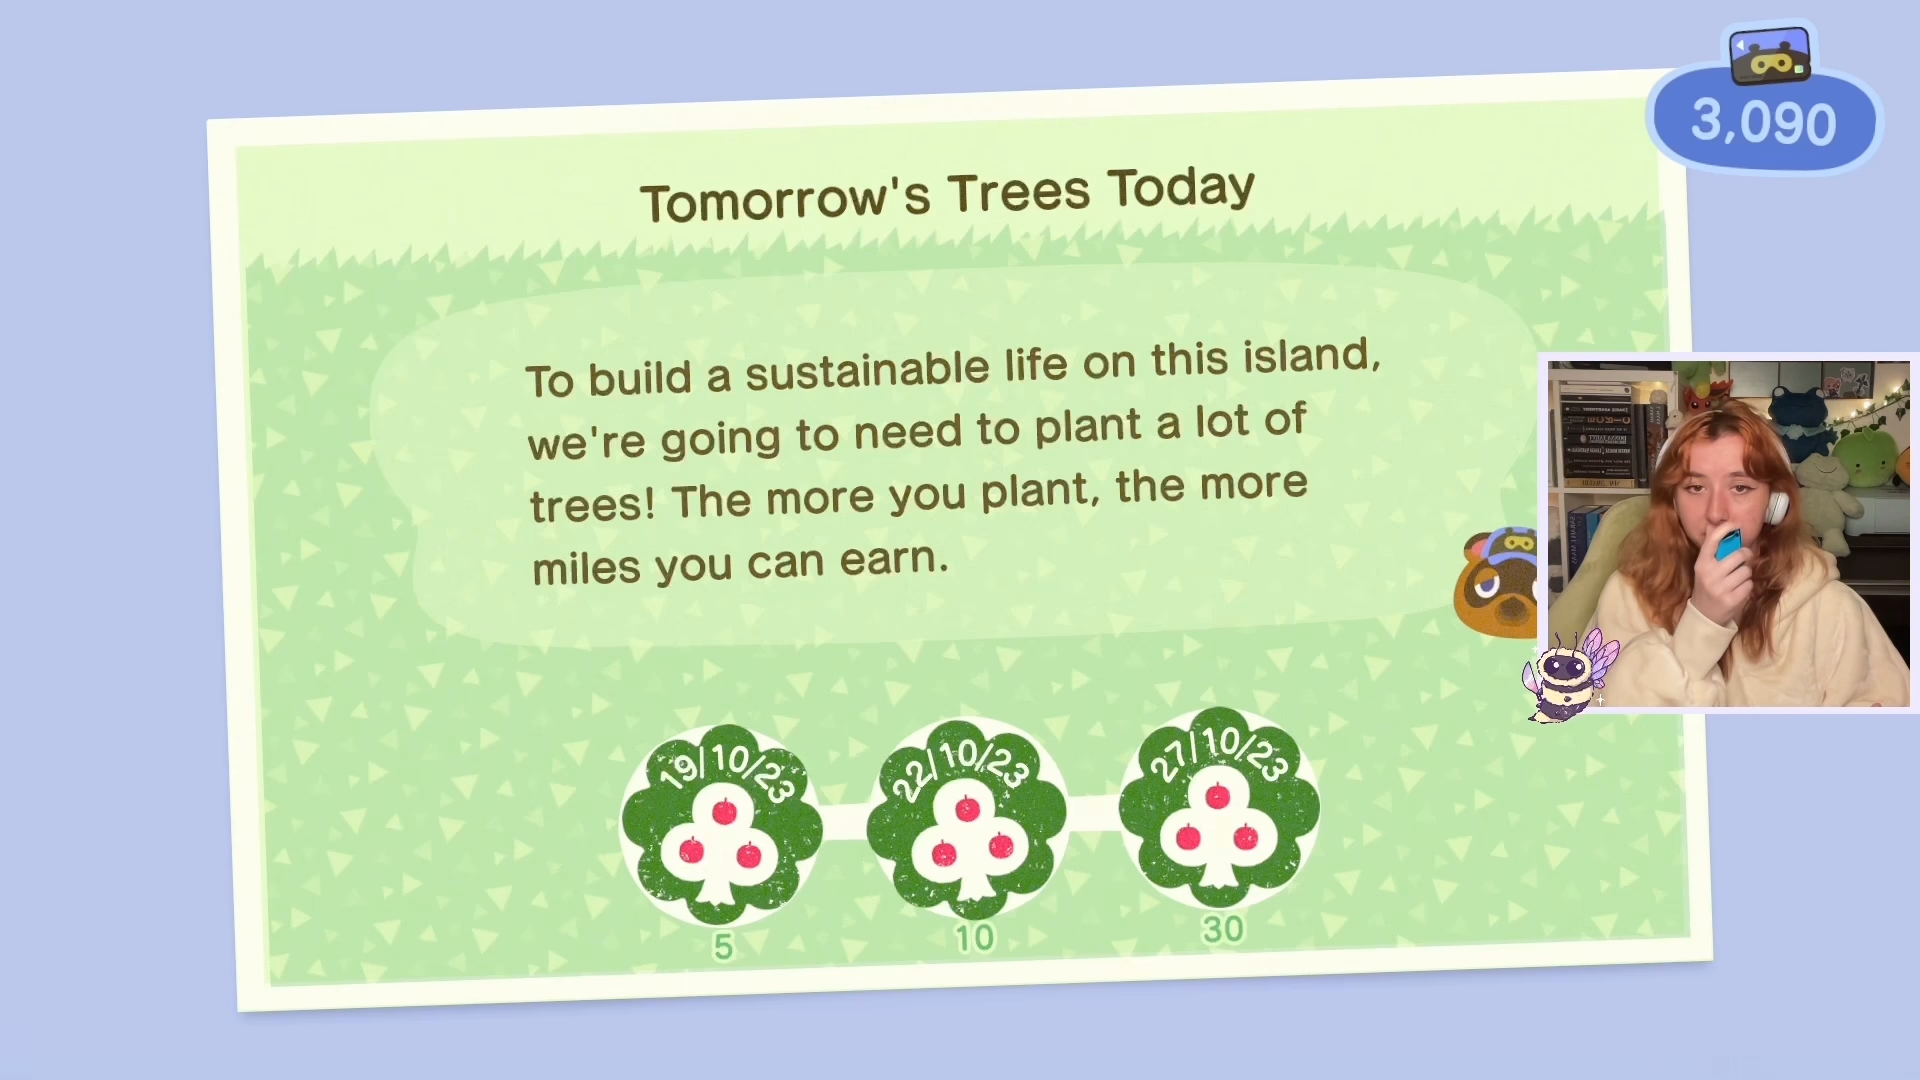 3,090
Tomorrow's Trees Today
To build a sustainable life on this island,
we're going to need to plant a lot of
trees! The more you plant, the more
miles you can earn.
19/10/23
22/10/23
27/10/23
5
10
30